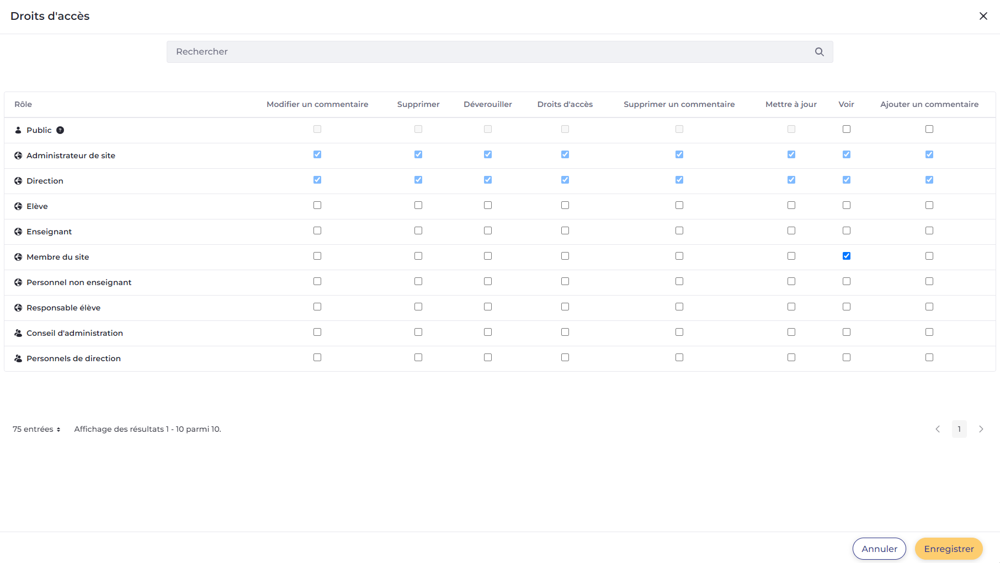 Droits d'accès
Rechercher
Rôle Modifier un commentaire Supprimer Déverouiller Droits d'accès Supprimer un commentaire Mettre à jour Voir Ajouter un commentaire
Public ?
Administrateur de site
Direction
Elève
Enseignant
Membre du site
Personnel non enseignant
Responsable élève
Conseil d'administration
Personnels de direction
75 entrées Affichage des résultats 1 - 10 parmi 10. 1
Annuler Enregistrer